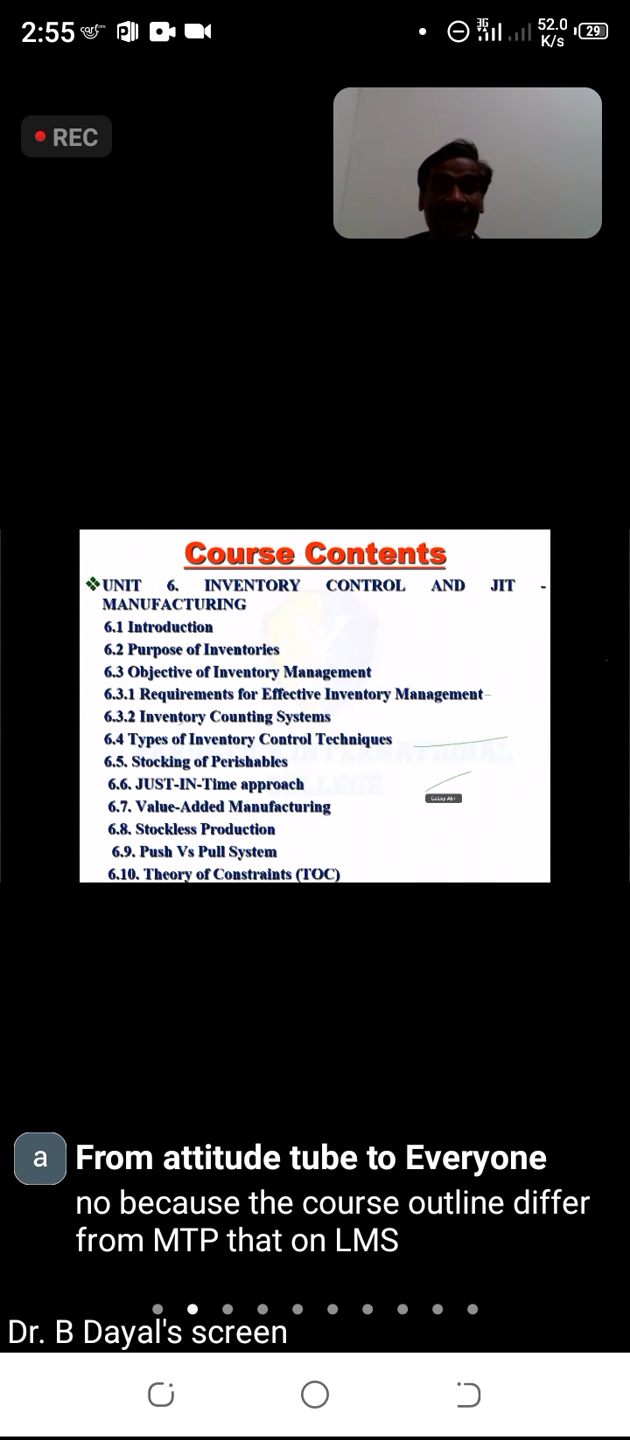 2:55
3G
52.0
K/s
29
REC
Course Contents
UNIT 6. INVENTORY CONTROL AND JIT -
MANUFACTURING
6.1 Introduction
6.2 Purpose of Inventories
6.3 Objective of Inventory Management
6.3.1 Requirements for Effective Inventory Management
6.3.2 Inventory Counting Systems
6.4 Types of Inventory Control Techniques
6.5. Stocking of Perishables
6.6. JUST-IN-Time approach
6.7. Value-Added Manufacturing
6.8. Stockless Production
6.9. Push Vs Pull System
6.10. Theory of Constraints (TOC)
a
From attitude tube to Everyone
no because the course outline differ
from MTP that on LMS
Dr. B Dayal's screen